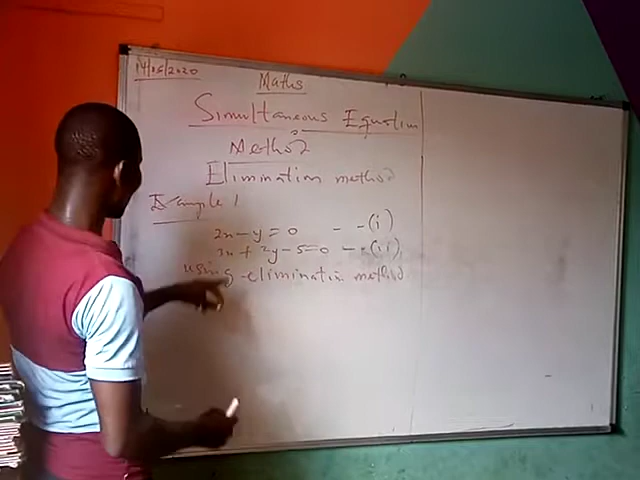 14/05/2020
Maths
Simultaneous Equation
Method
Elimination method
Example 1
2x - y = 0 - - (i)
3x + 2y - 5 = 0 - - (ii)
using elimination method